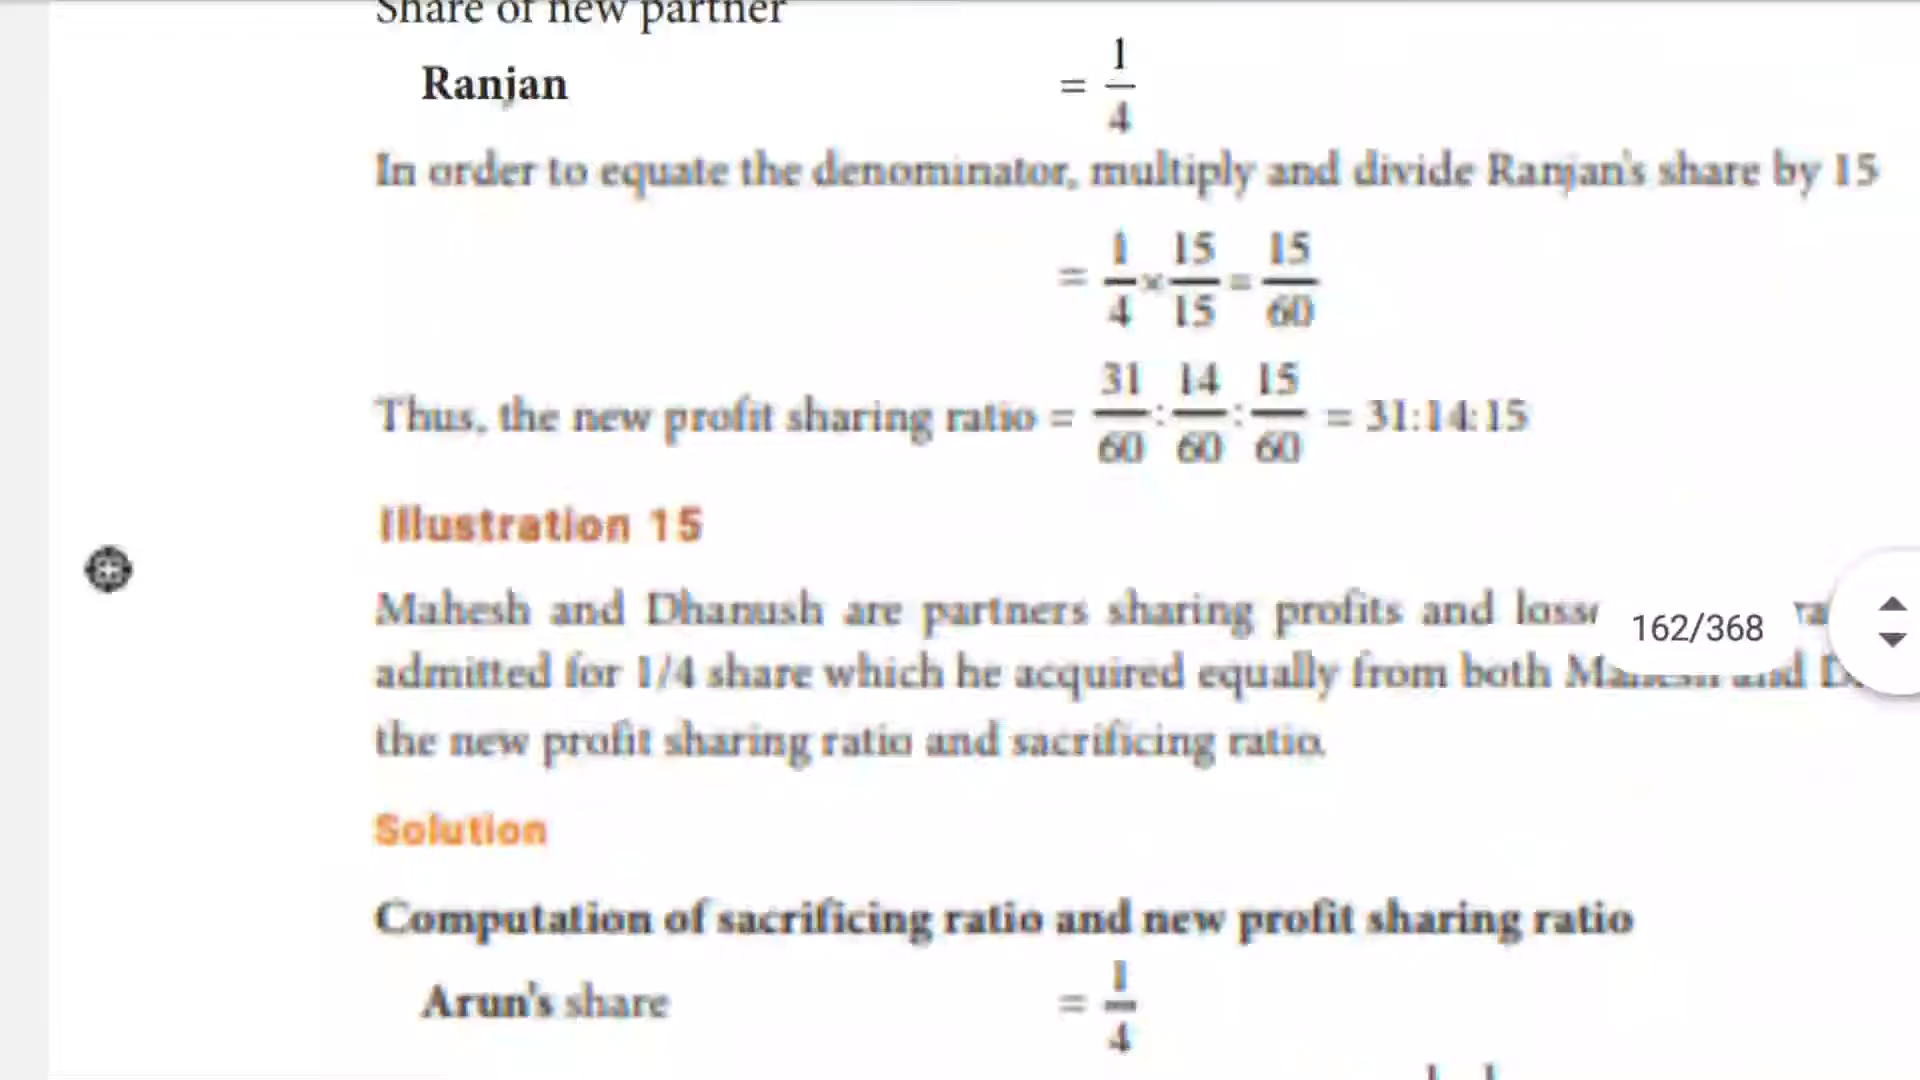 Share of new partner
Ranjan = 1/4
In order to equate the denominator, multiply and divide Ranjan's share by 15
= 1/4 × 15/15 = 15/60
Thus, the new profit sharing ratio = 31/60 : 14/60 : 15/60 = 31:14:15
Illustration 15
Mahesh and Dhanush are partners sharing profits and
162/368
admitted for 1/4 share which he acquired equally from both Mahesh and
the new profit sharing ratio and sacrificing ratio.
Solution
Computation of sacrificing ratio and new profit sharing ratio
Arun's share = 1/4